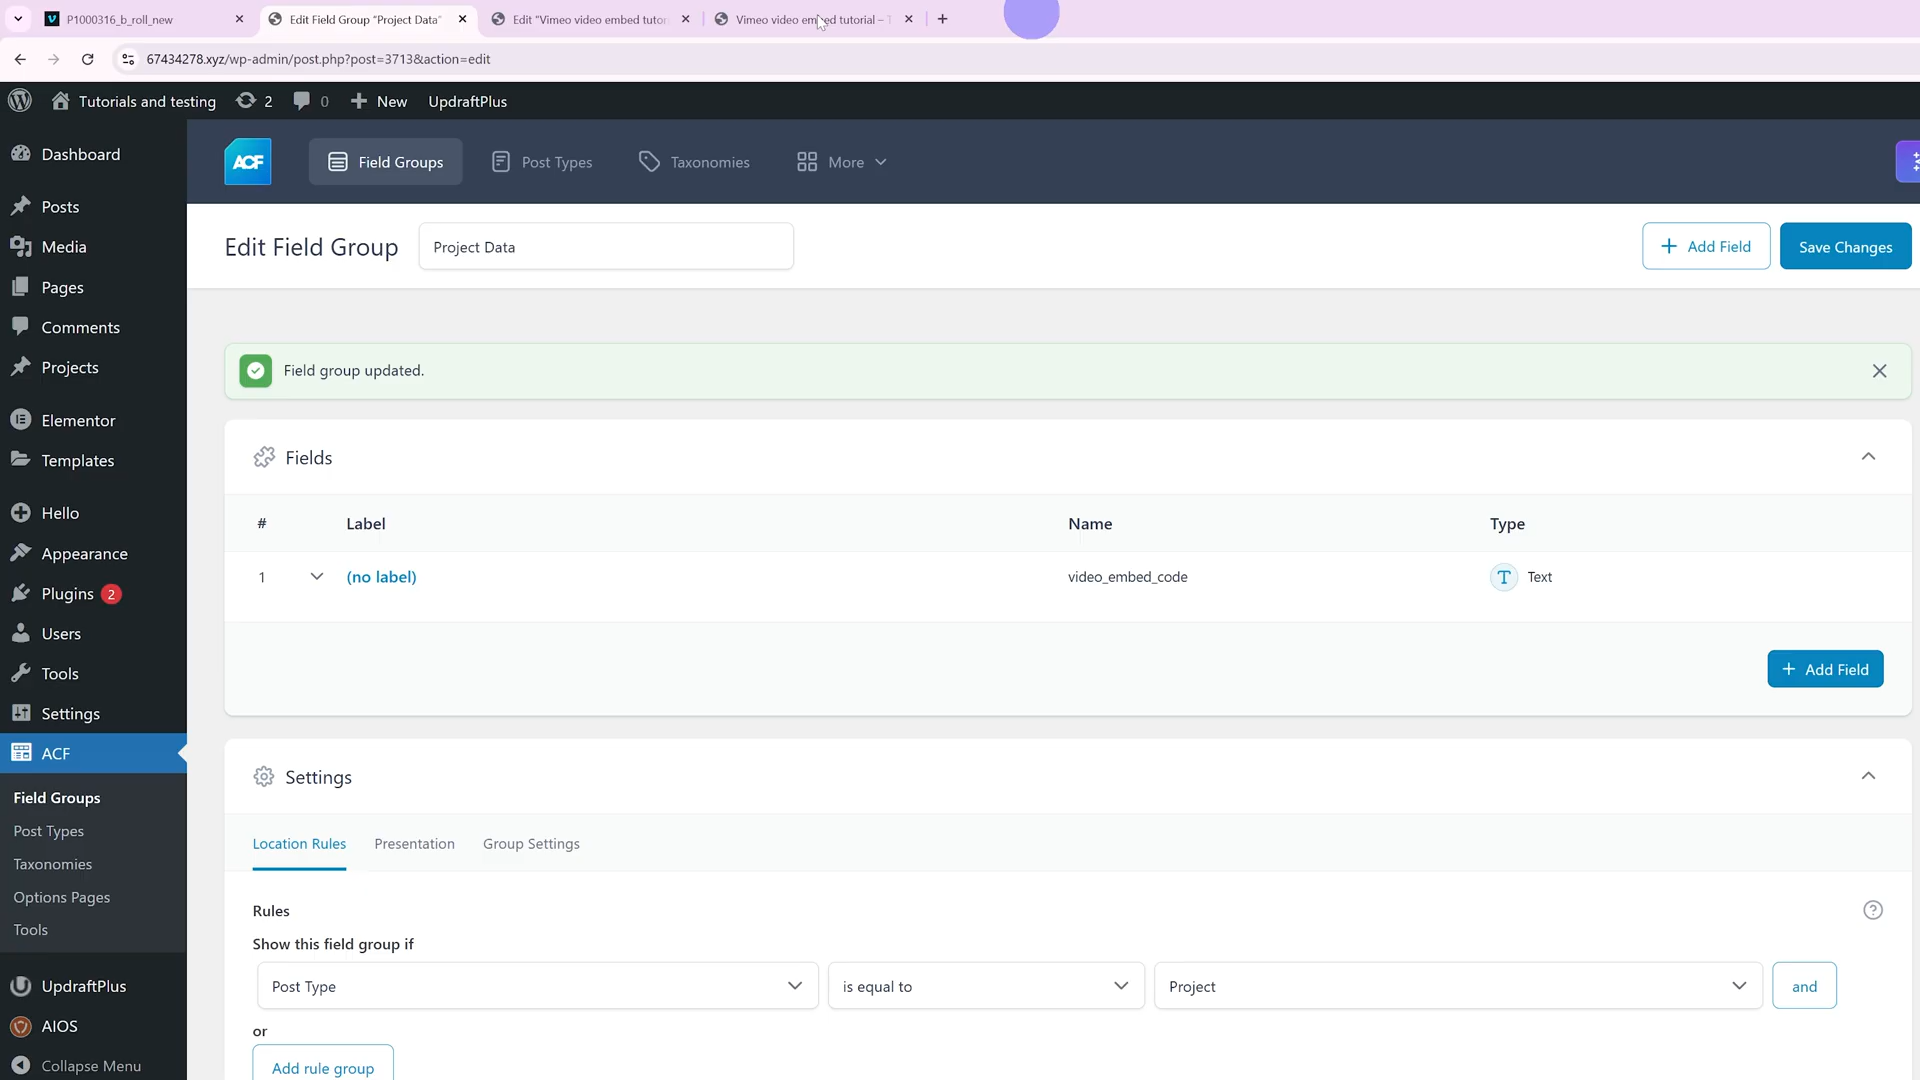 P1000316_b_roll_new
Edit Field Group "Project Data"
Edit "Vimeo video embed tutor
Vimeo video embed tutorial – T
67434278.xyz/wp-admin/post.php?post=3713&action=edit
Tutorials and testing
2
0
New
UpdraftPlus
Dashboard
Posts
Media
Pages
Comments
Projects
Elementor
Templates
Hello
Appearance
Plugins 2
Users
Tools
Settings
ACF
Field Groups
Post Types
Taxonomies
Options Pages
Tools
UpdraftPlus
AIOS
Collapse Menu
ACF
Field Groups
Post Types
Taxonomies
More
Edit Field Group
Project Data
+ Add Field
Save Changes
Field group updated.
Fields
# Label Name Type
1 (no label) video_embed_code T Text
+ Add Field
Settings
Location Rules
Presentation
Group Settings
Rules
Show this field group if
Post Type
is equal to
Project
and
or
Add rule group